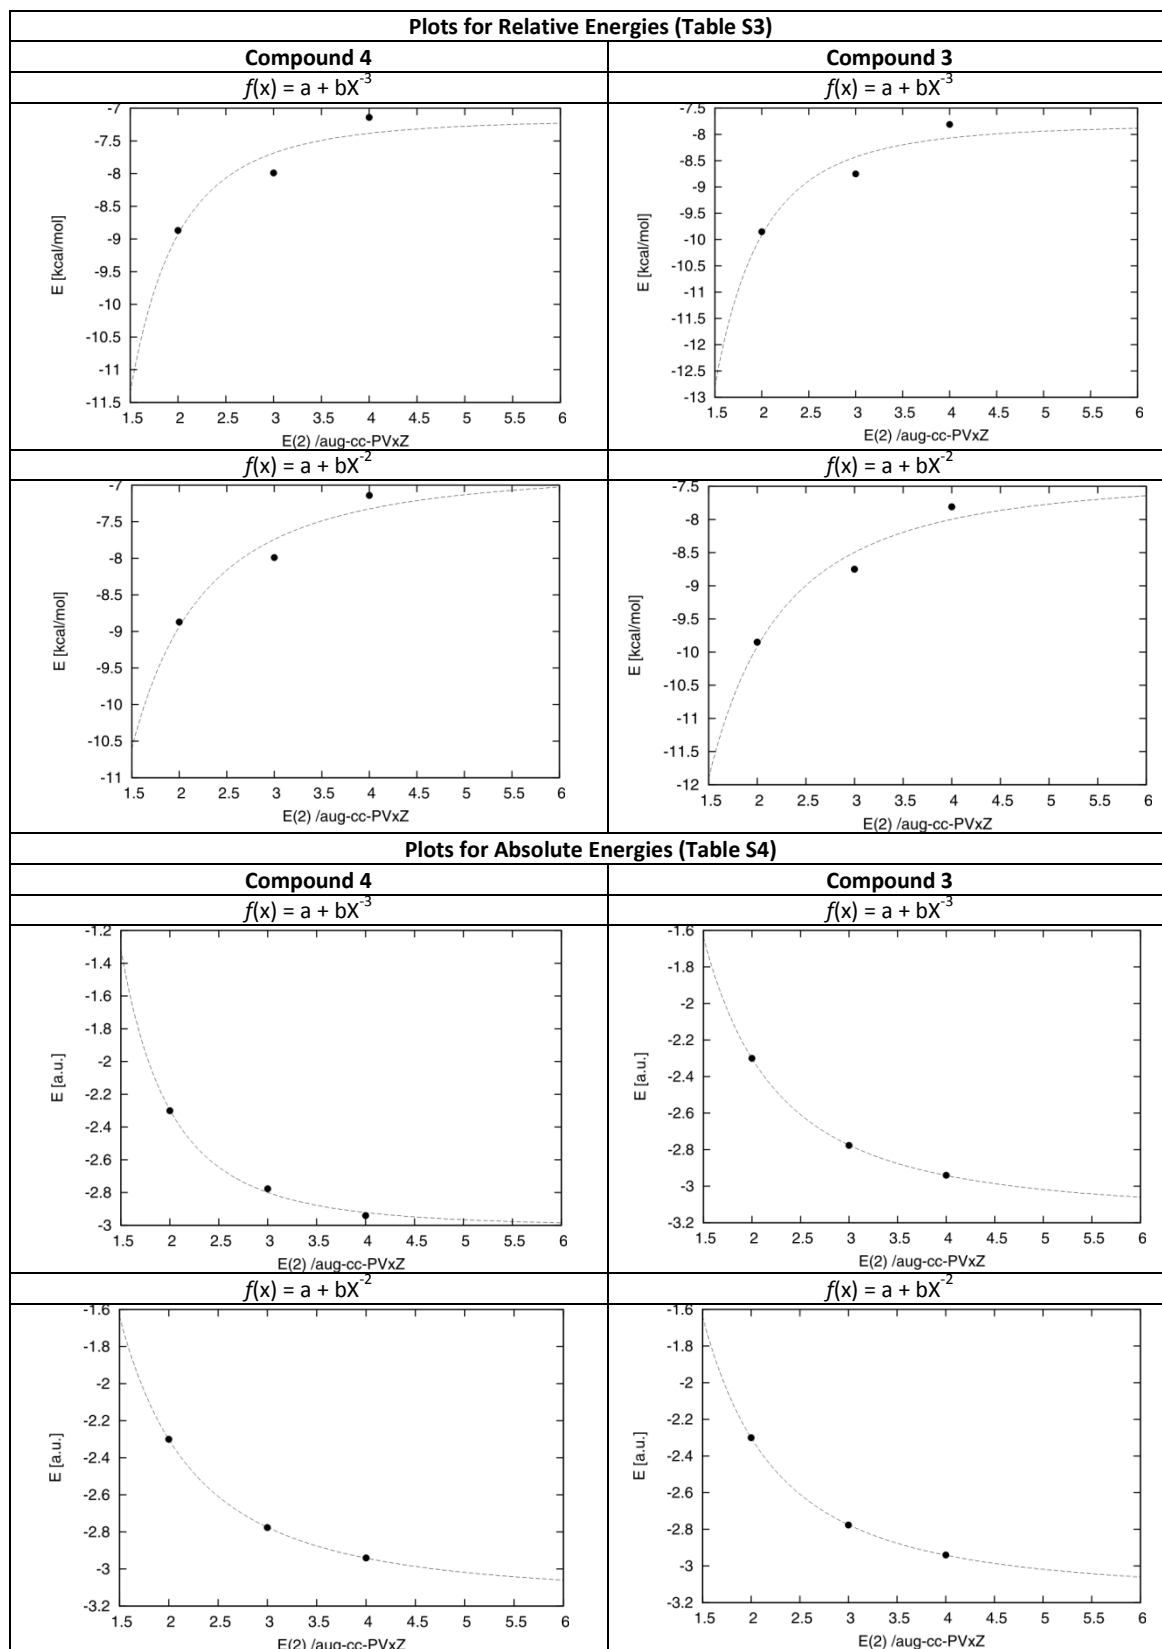 Plots for Relative Energies (Table S3)
Compound 4 Compound 3
f(x) = a + bX-3 f(x) = a + bX-3
-7
-7.5
-8
-8.5
-9
-9.5
-10
-10.5
-11
-11.5
1.5 2 2.5 3 3.5 4 4.5 5 5.5 6
E [kcal/mol]
E(2) /aug-cc-PVxZ
-7.5
-8
-8.5
-9
-9.5
-10
-10.5
-11
-11.5
-12
-12.5
-13
1.5 2 2.5 3 3.5 4 4.5 5 5.5 6
E [kcal/mol]
E(2) /aug-cc-PVxZ
f(x) = a + bX-2 f(x) = a + bX-2
-7
-7.5
-8
-8.5
-9
-9.5
-10
-10.5
-11
1.5 2 2.5 3 3.5 4 4.5 5 5.5 6
E [kcal/mol]
E(2) /aug-cc-PVxZ
-7.5
-8
-8.5
-9
-9.5
-10
-10.5
-11
-11.5
-12
1.5 2 2.5 3 3.5 4 4.5 5 5.5 6
E [kcal/mol]
E(2) /aug-cc-PVxZ
Plots for Absolute Energies (Table S4)
Compound 4 Compound 3
f(x) = a + bX-3 f(x) = a + bX-3
-1.2
-1.4
-1.6
-1.8
-2
-2.2
-2.4
-2.6
-2.8
-3
1.5 2 2.5 3 3.5 4 4.5 5 5.5 6
E [a.u.]
E(2) /aug-cc-PVxZ
-1.6
-1.8
-2
-2.2
-2.4
-2.6
-2.8
-3
-3.2
1.5 2 2.5 3 3.5 4 4.5 5 5.5 6
E [a.u.]
E(2) /aug-cc-PVxZ
f(x) = a + bX-2 f(x) = a + bX-2
-1.6
-1.8
-2
-2.2
-2.4
-2.6
-2.8
-3
-3.2
1.5 2 2.5 3 3.5 4 4.5 5 5.5 6
E [a.u.]
E(2) /aug-cc-PVxZ
-1.6
-1.8
-2
-2.2
-2.4
-2.6
-2.8
-3
-3.2
1.5 2 2.5 3 3.5 4 4.5 5 5.5 6
E [a.u.]
E(2) /aug-cc-PVxZ